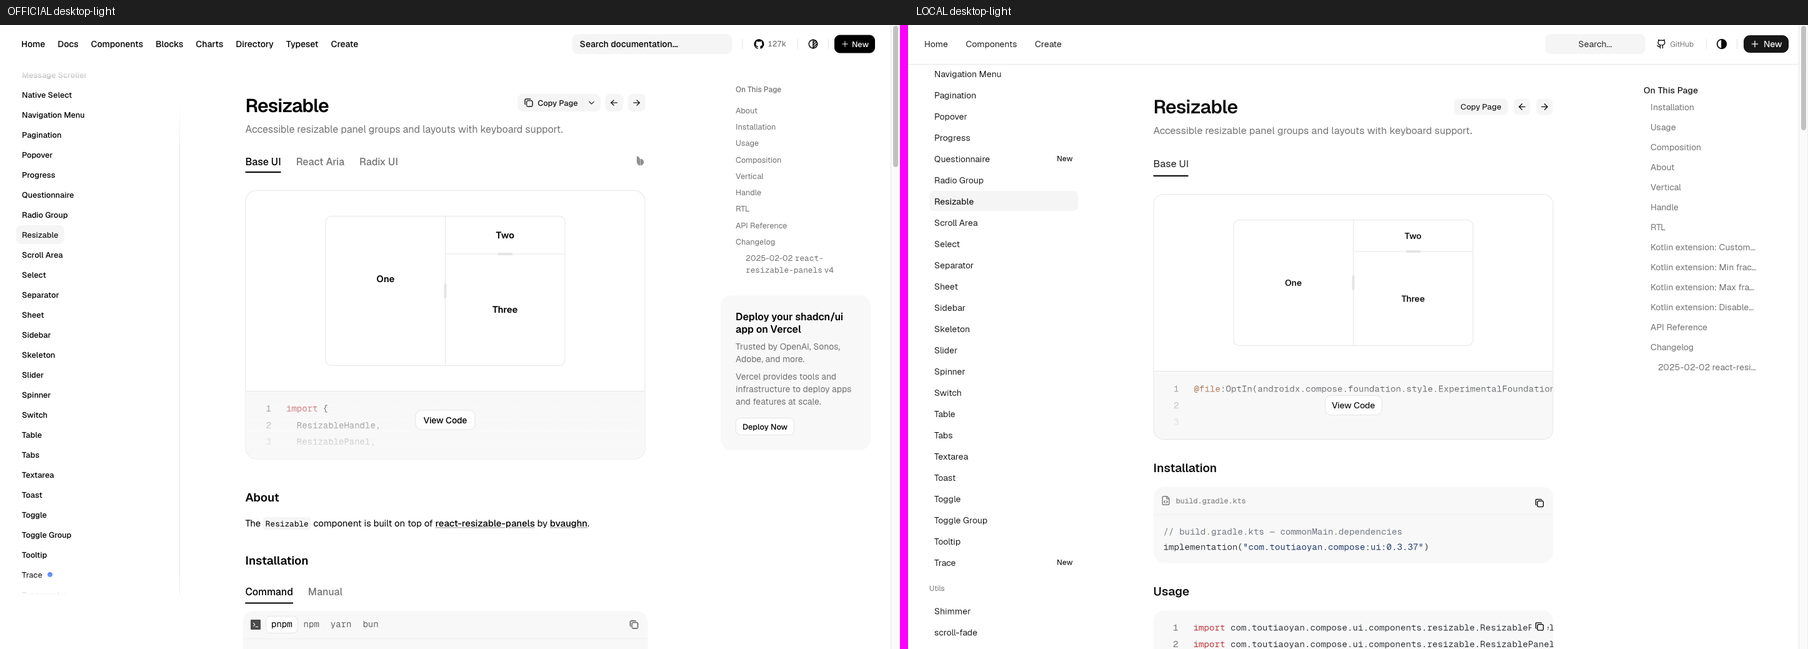 OFFICIAL desktop-light
Home Docs Components Blocks Charts Directory Typeset Create
Search documentation...
127k
+ New
Message Scroller
Native Select
Navigation Menu
Pagination
Popover
Progress
Questionnaire
Radio Group
Resizable
Scroll Area
Select
Separator
Sheet
Sidebar
Skeleton
Slider
Spinner
Switch
Table
Tabs
Textarea
Toast
Toggle
Toggle Group
Tooltip
Trace
Resizable
Copy Page
Accessible resizable panel groups and layouts with keyboard support.
Base UI React Aria Radix UI
One
Two
Three
1 import {
2 ResizableHandle,
3 ResizablePanel,
View Code
About
The Resizable component is built on top of react-resizable-panels by bvaughn.
Installation
Command Manual
pnpm npm yarn bun
On This Page
About
Installation
Usage
Composition
Vertical
Handle
RTL
API Reference
Changelog
2025-02-02 react-
resizable-panels v4
Deploy your shadcn/ui
app on Vercel
Trusted by OpenAI, Sonos,
Adobe, and more.
Vercel provides tools and
infrastructure to deploy apps
and features at scale.
Deploy Now
LOCAL desktop-light
Home Components Create
Search...
GitHub
+ New
Navigation Menu
Pagination
Popover
Progress
Questionnaire New
Radio Group
Resizable
Scroll Area
Select
Separator
Sheet
Sidebar
Skeleton
Slider
Spinner
Switch
Table
Tabs
Textarea
Toast
Toggle
Toggle Group
Tooltip
Trace New
Utils
Shimmer
scroll-fade
Resizable
Copy Page
Accessible resizable panel groups and layouts with keyboard support.
Base UI
One
Two
Three
1 @file:OptIn(androidx.compose.foundation.style.ExperimentalFoundation
2
3
View Code
Installation
build.gradle.kts
// build.gradle.kts — commonMain.dependencies
implementation("com.toutiaoyan.compose:ui:0.3.37")
Usage
1 import com.toutiaoyan.compose.ui.components.resizable.Resizable
2 import com.toutiaoyan.compose.ui.components.resizable.ResizablePanel
On This Page
Installation
Usage
Composition
About
Vertical
Handle
RTL
Kotlin extension: Custom...
Kotlin extension: Min frac...
Kotlin extension: Max fra...
Kotlin extension: Disable...
API Reference
Changelog
2025-02-02 react-resi...